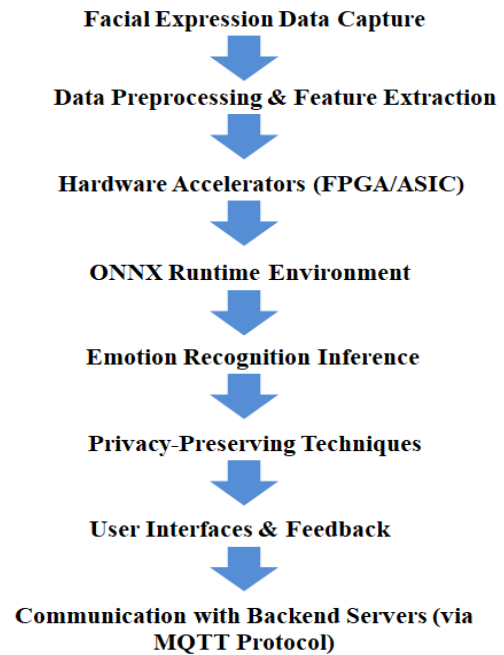 Facial Expression Data Capture
Data Preprocessing & Feature Extraction
Hardware Accelerators (FPGA/ASIC)
ONNX Runtime Environment
Emotion Recognition Inference
Privacy-Preserving Techniques
User Interfaces & Feedback
Communication with Backend Servers (via
MQTT Protocol)